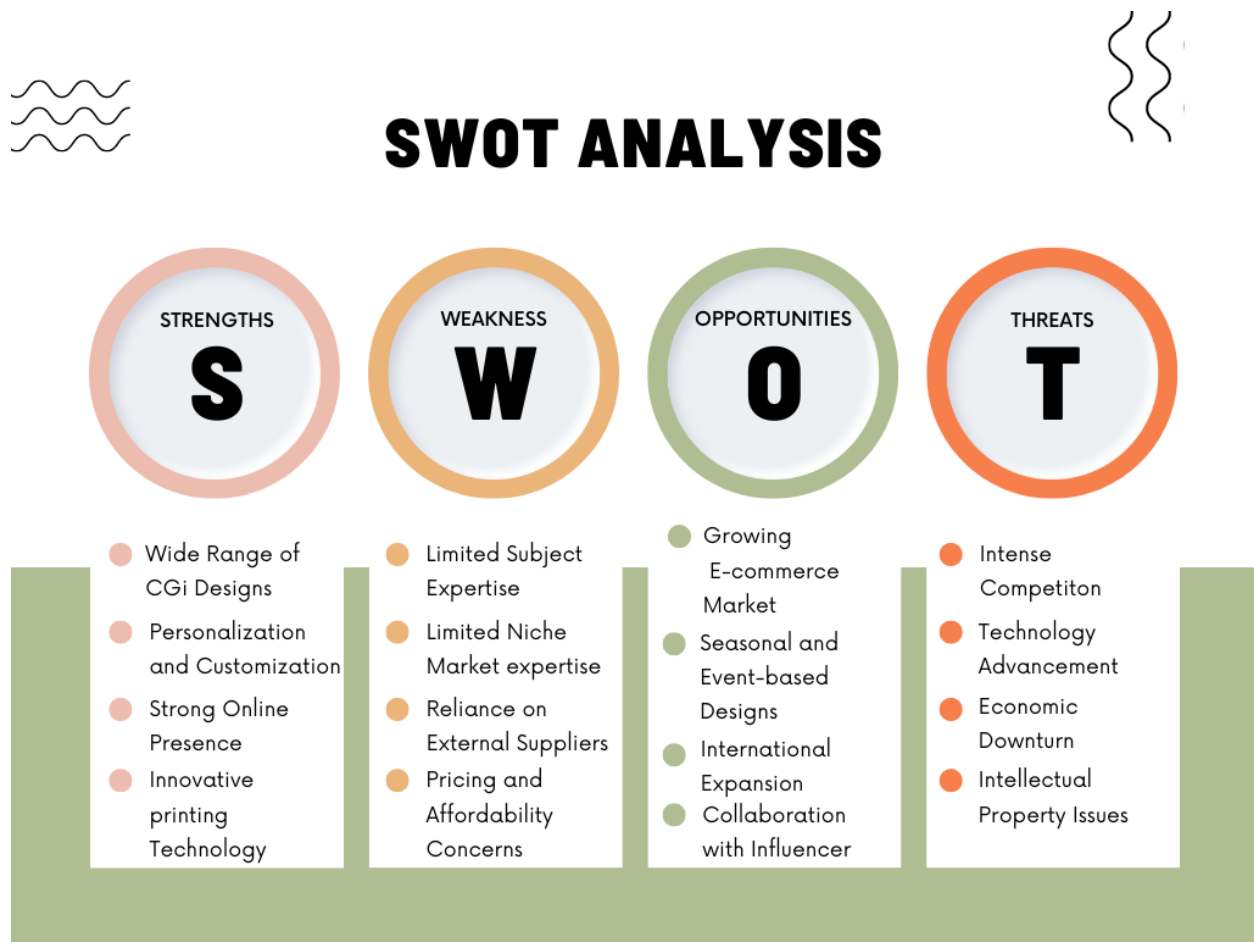 SWOT ANALYSIS
STRENGTHS
S
Wide Range of
CGi Designs
Personalization
and Customization
Strong Online
Presence
Innovative
printing
Technology
WEAKNESS
W
Limited Subject
Expertise
Limited Niche
Market expertise
Reliance on
External Suppliers
Pricing and
Affordability
Concerns
OPPORTUNITIES
O
Growing
E-commerce
Market
Seasonal and
Event-based
Designs
International
Expansion
Collaboration
with Influencer
THREATS
T
Intense
Competiton
Technology
Advancement
Economic
Downturn
Intellectual
Property Issues